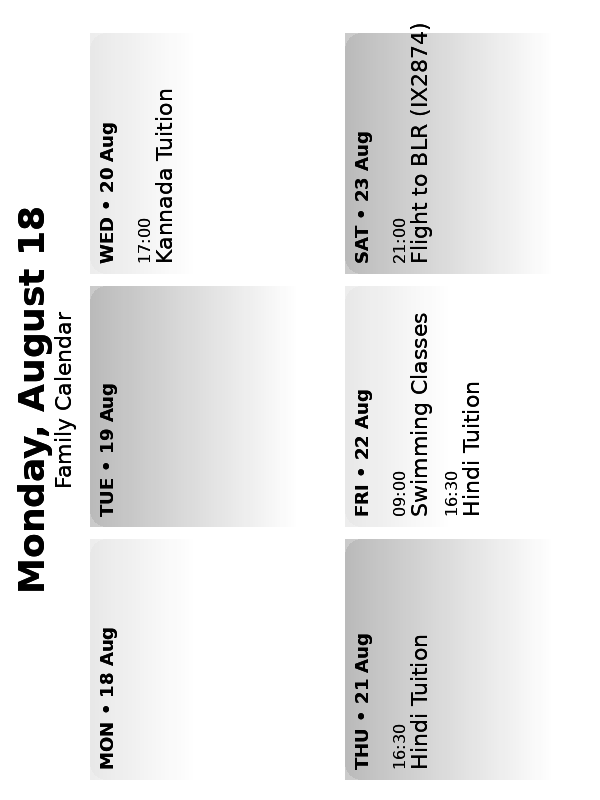 Monday, August 18
Family Calendar
MON • 18 Aug
TUE • 19 Aug
WED • 20 Aug
17:00
Kannada Tuition
THU • 21 Aug
16:30
Hindi Tuition
FRI • 22 Aug
09:00
Swimming Classes
16:30
Hindi Tuition
SAT • 23 Aug
21:00
Flight to BLR (IX2874)